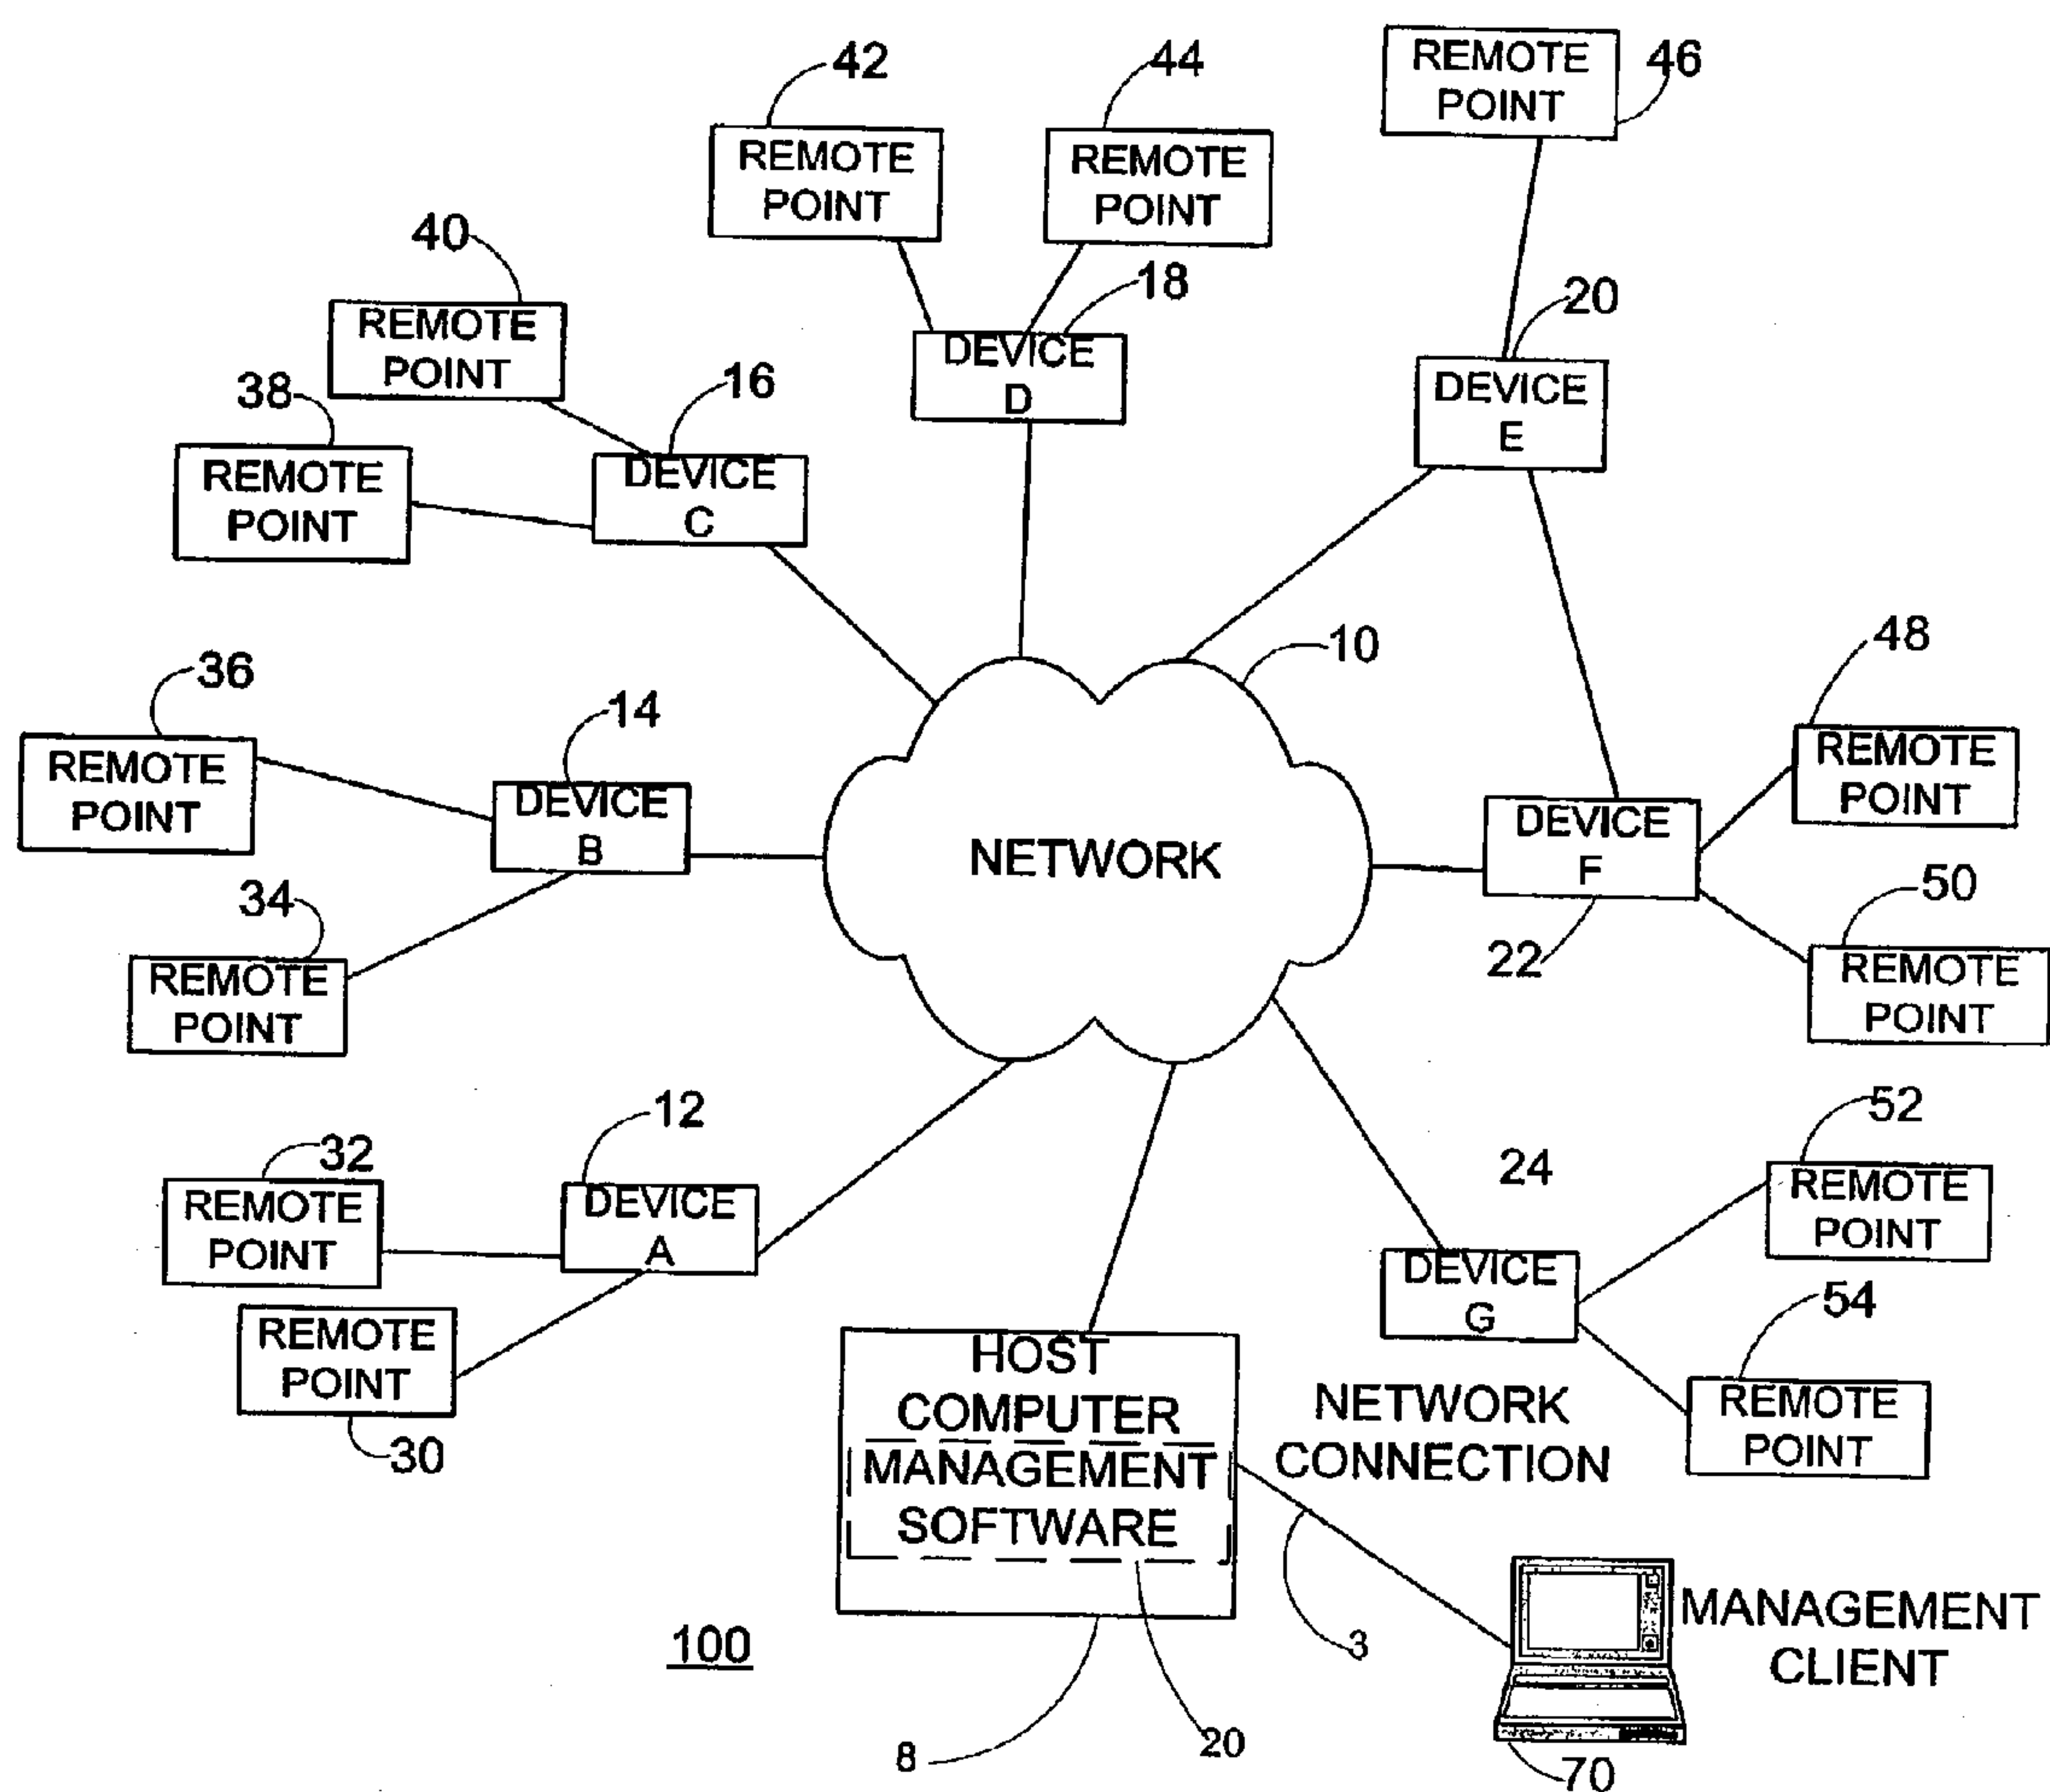 42
44
REMOTE
POINT
46
REMOTE
POINT
REMOTE
POINT
40
18
20
REMOTE
POINT
DEVICE
D
DEVICE
E
38
16
REMOTE
POINT
DEVICE
C
10
48
36
14
REMOTE
POINT
REMOTE
POINT
DEVICE
B
NETWORK
DEVICE
F
34
50
22
REMOTE
POINT
REMOTE
POINT
12
52
32
24
REMOTE
POINT
DEVICE
A
REMOTE
POINT
DEVICE
G
54
REMOTE
POINT
30
HOST
COMPUTER
MANAGEMENT
SOFTWARE
NETWORK
CONNECTION
REMOTE
POINT
100
3
MANAGEMENT
CLIENT
8
20
70